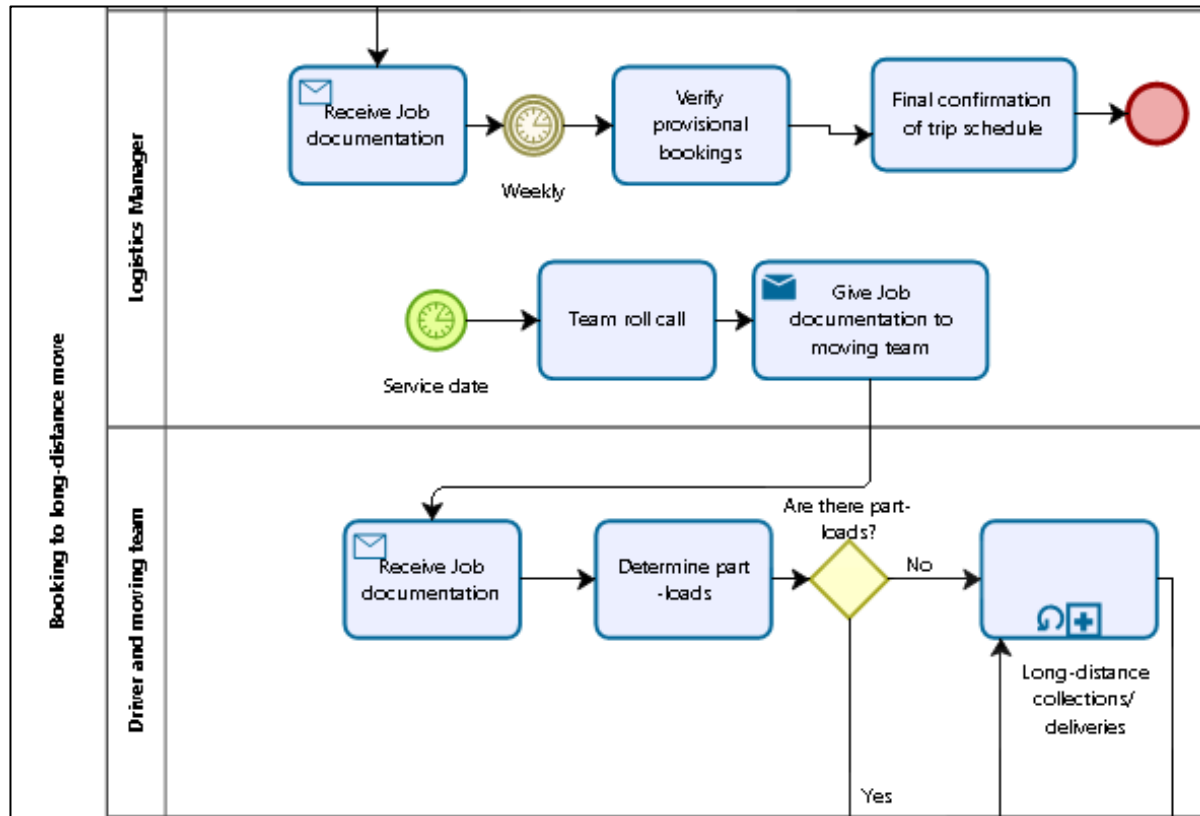 Booking to long-distance move
Logistics Manager
Receive Job
documentation
Weekly
Verify
provisional
bookings
Final confirmation
of trip schedule
Service date
Team roll call
Give Job
documentation to
moving team
Driver and moving team
Receive Job
documentation
Determine part
-loads
Are there part-
loads?
No
Yes
Long-distance
collections/
deliveries